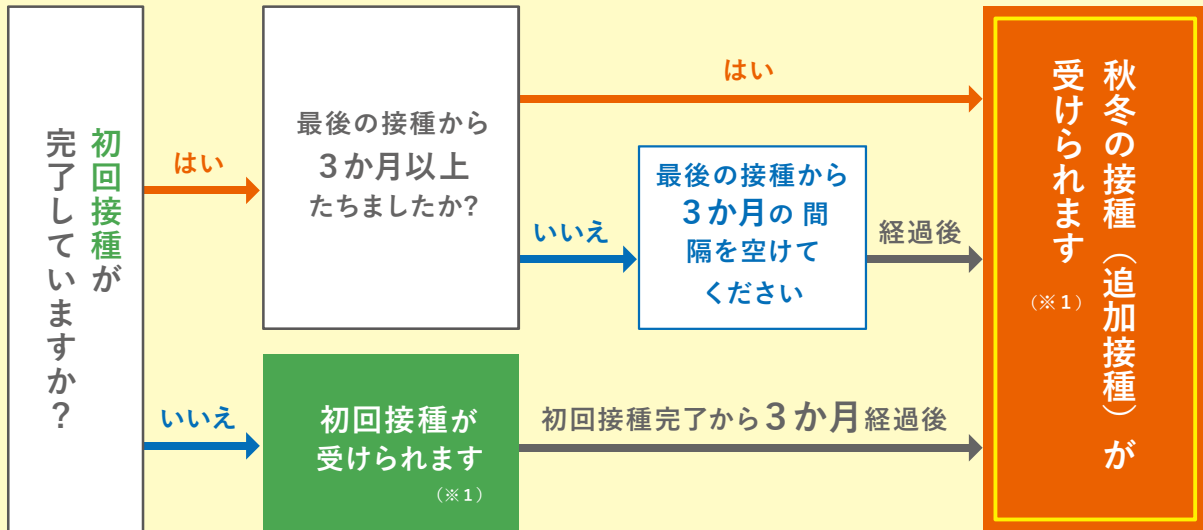 初回接種が
完了していますか？
はい
いいえ
最後の接種から
３か月以上
たちましたか？
はい
いいえ
最後の接種から
３か月の 間
隔を空けて
ください
経過後
初回接種が
受けられます
（※１）
初回接種完了から３か月経過後
秋冬の接種（追加接種）が
受けられます（※１）